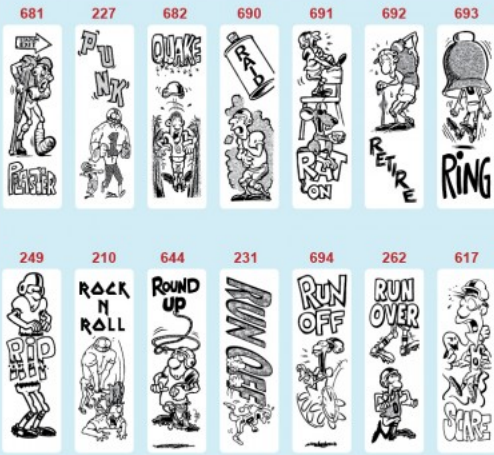 681 227 682 690 691 692 693
PLASTER
PUNK
QUAKE
RAID
RAT
ON
RETIRE
RING
249 210 644 231 694 262 617
RIP
ROCK
N
ROLL
ROUND
UP
RUN OFF
RUN
OFF
RUN
OVER
SCARE